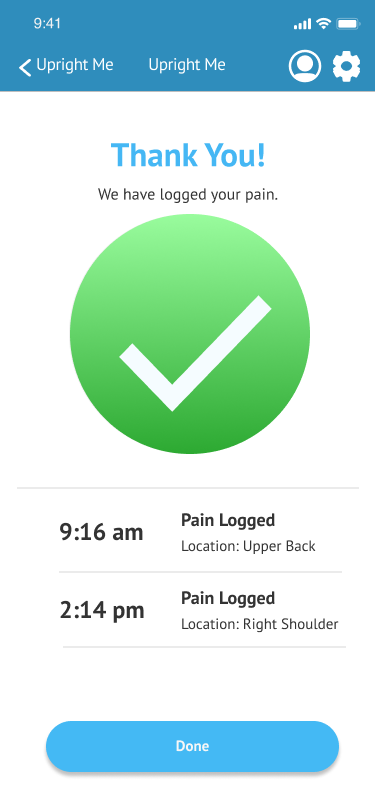 9:41
Upright Me Upright Me
Thank You!
We have logged your pain.
9:16 am
Pain Logged
Location: Upper Back
2:14 pm
Pain Logged
Location: Right Shoulder
Done